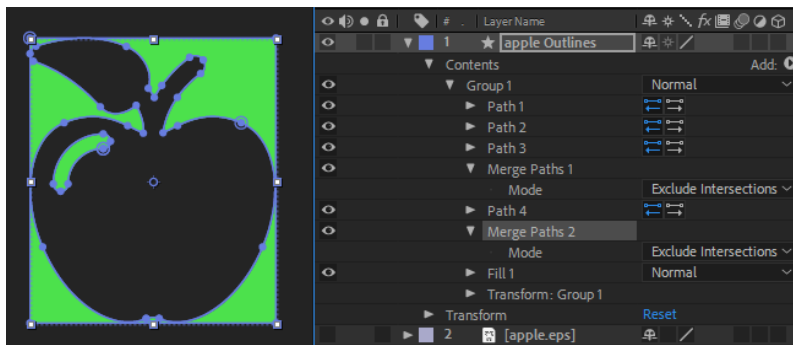 # . Layer Name fx
1 ★ apple Outlines
Contents Add:
Group 1 Normal
Path 1
Path 2
Path 3
Merge Paths 1
Mode Exclude Intersections
Path 4
Merge Paths 2
Mode Exclude Intersections
Fill 1 Normal
Transform: Group 1
Transform Reset
2 [apple.eps]